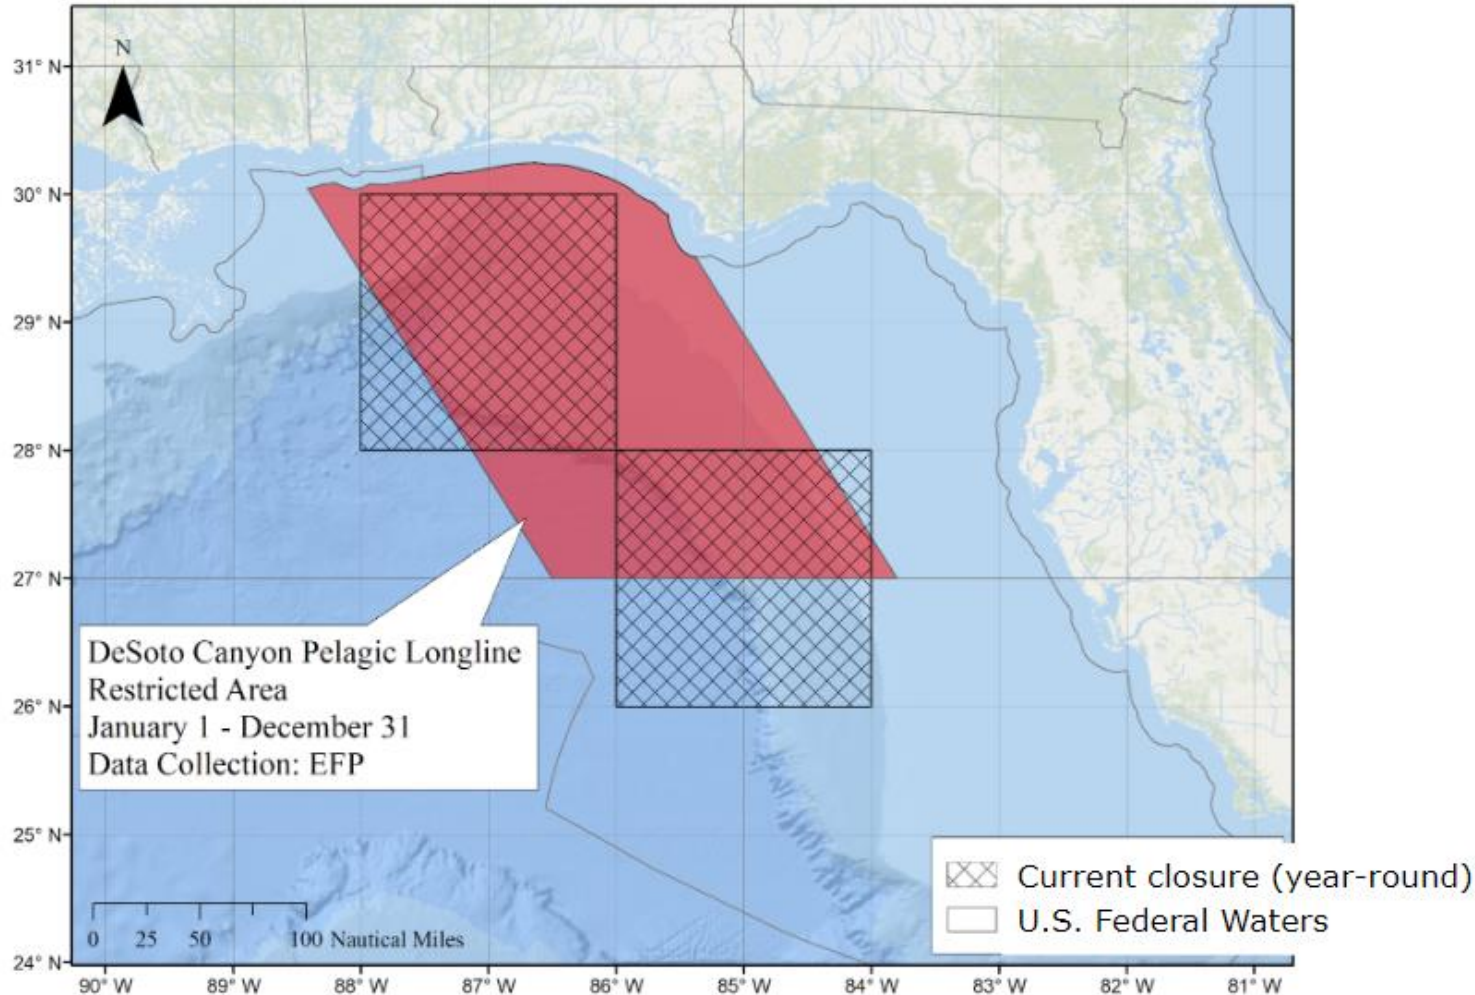 N
31° N
30° N
29° N
28° N
27° N
26° N
25° N
24° N
DeSoto Canyon Pelagic Longline
Restricted Area
January 1 - December 31
Data Collection: EFP
Current closure (year-round)
U.S. Federal Waters
0 25 50 100 Nautical Miles
90° W 89° W 88° W 87° W 86° W 85° W 84° W 83° W 82° W 81° W